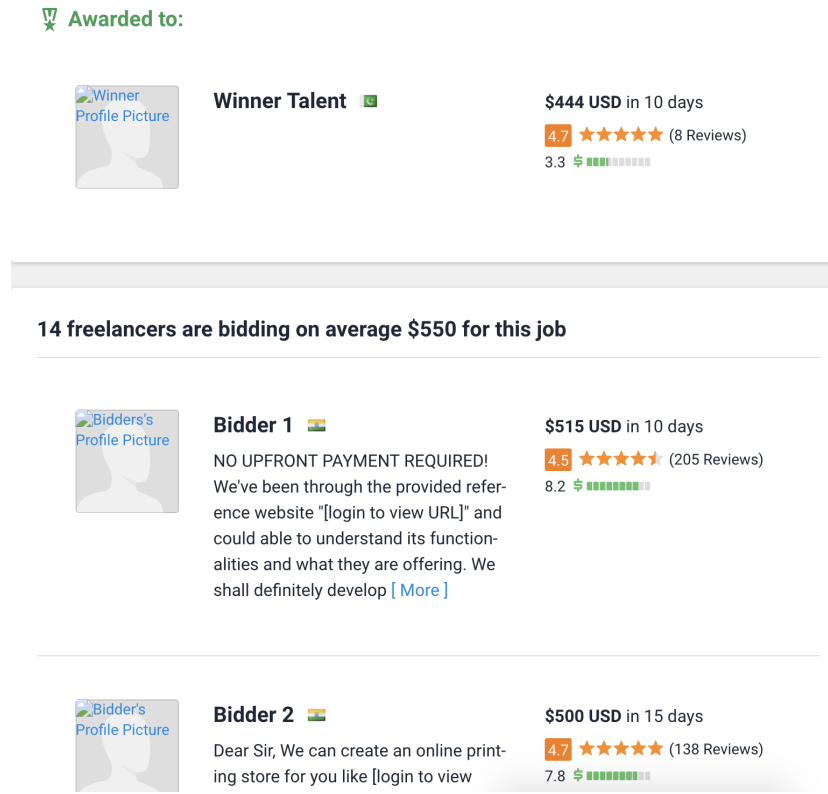 Awarded to:
Winner Profile Picture
Winner Talent
$444 USD in 10 days
4.7 (8 Reviews)
3.3 $
14 freelancers are bidding on average $550 for this job
Bidders's Profile Picture
Bidder 1
NO UPFRONT PAYMENT REQUIRED!
We've been through the provided refer-
ence website "[login to view URL]" and
could able to understand its function-
alities and what they are offering. We
shall definitely develop [ More ]
$515 USD in 10 days
4.5 (205 Reviews)
8.2 $
Bidder's Profile Picture
Bidder 2
Dear Sir, We can create an online print-
ing store for you like [login to view
$500 USD in 15 days
4.7 (138 Reviews)
7.8 $